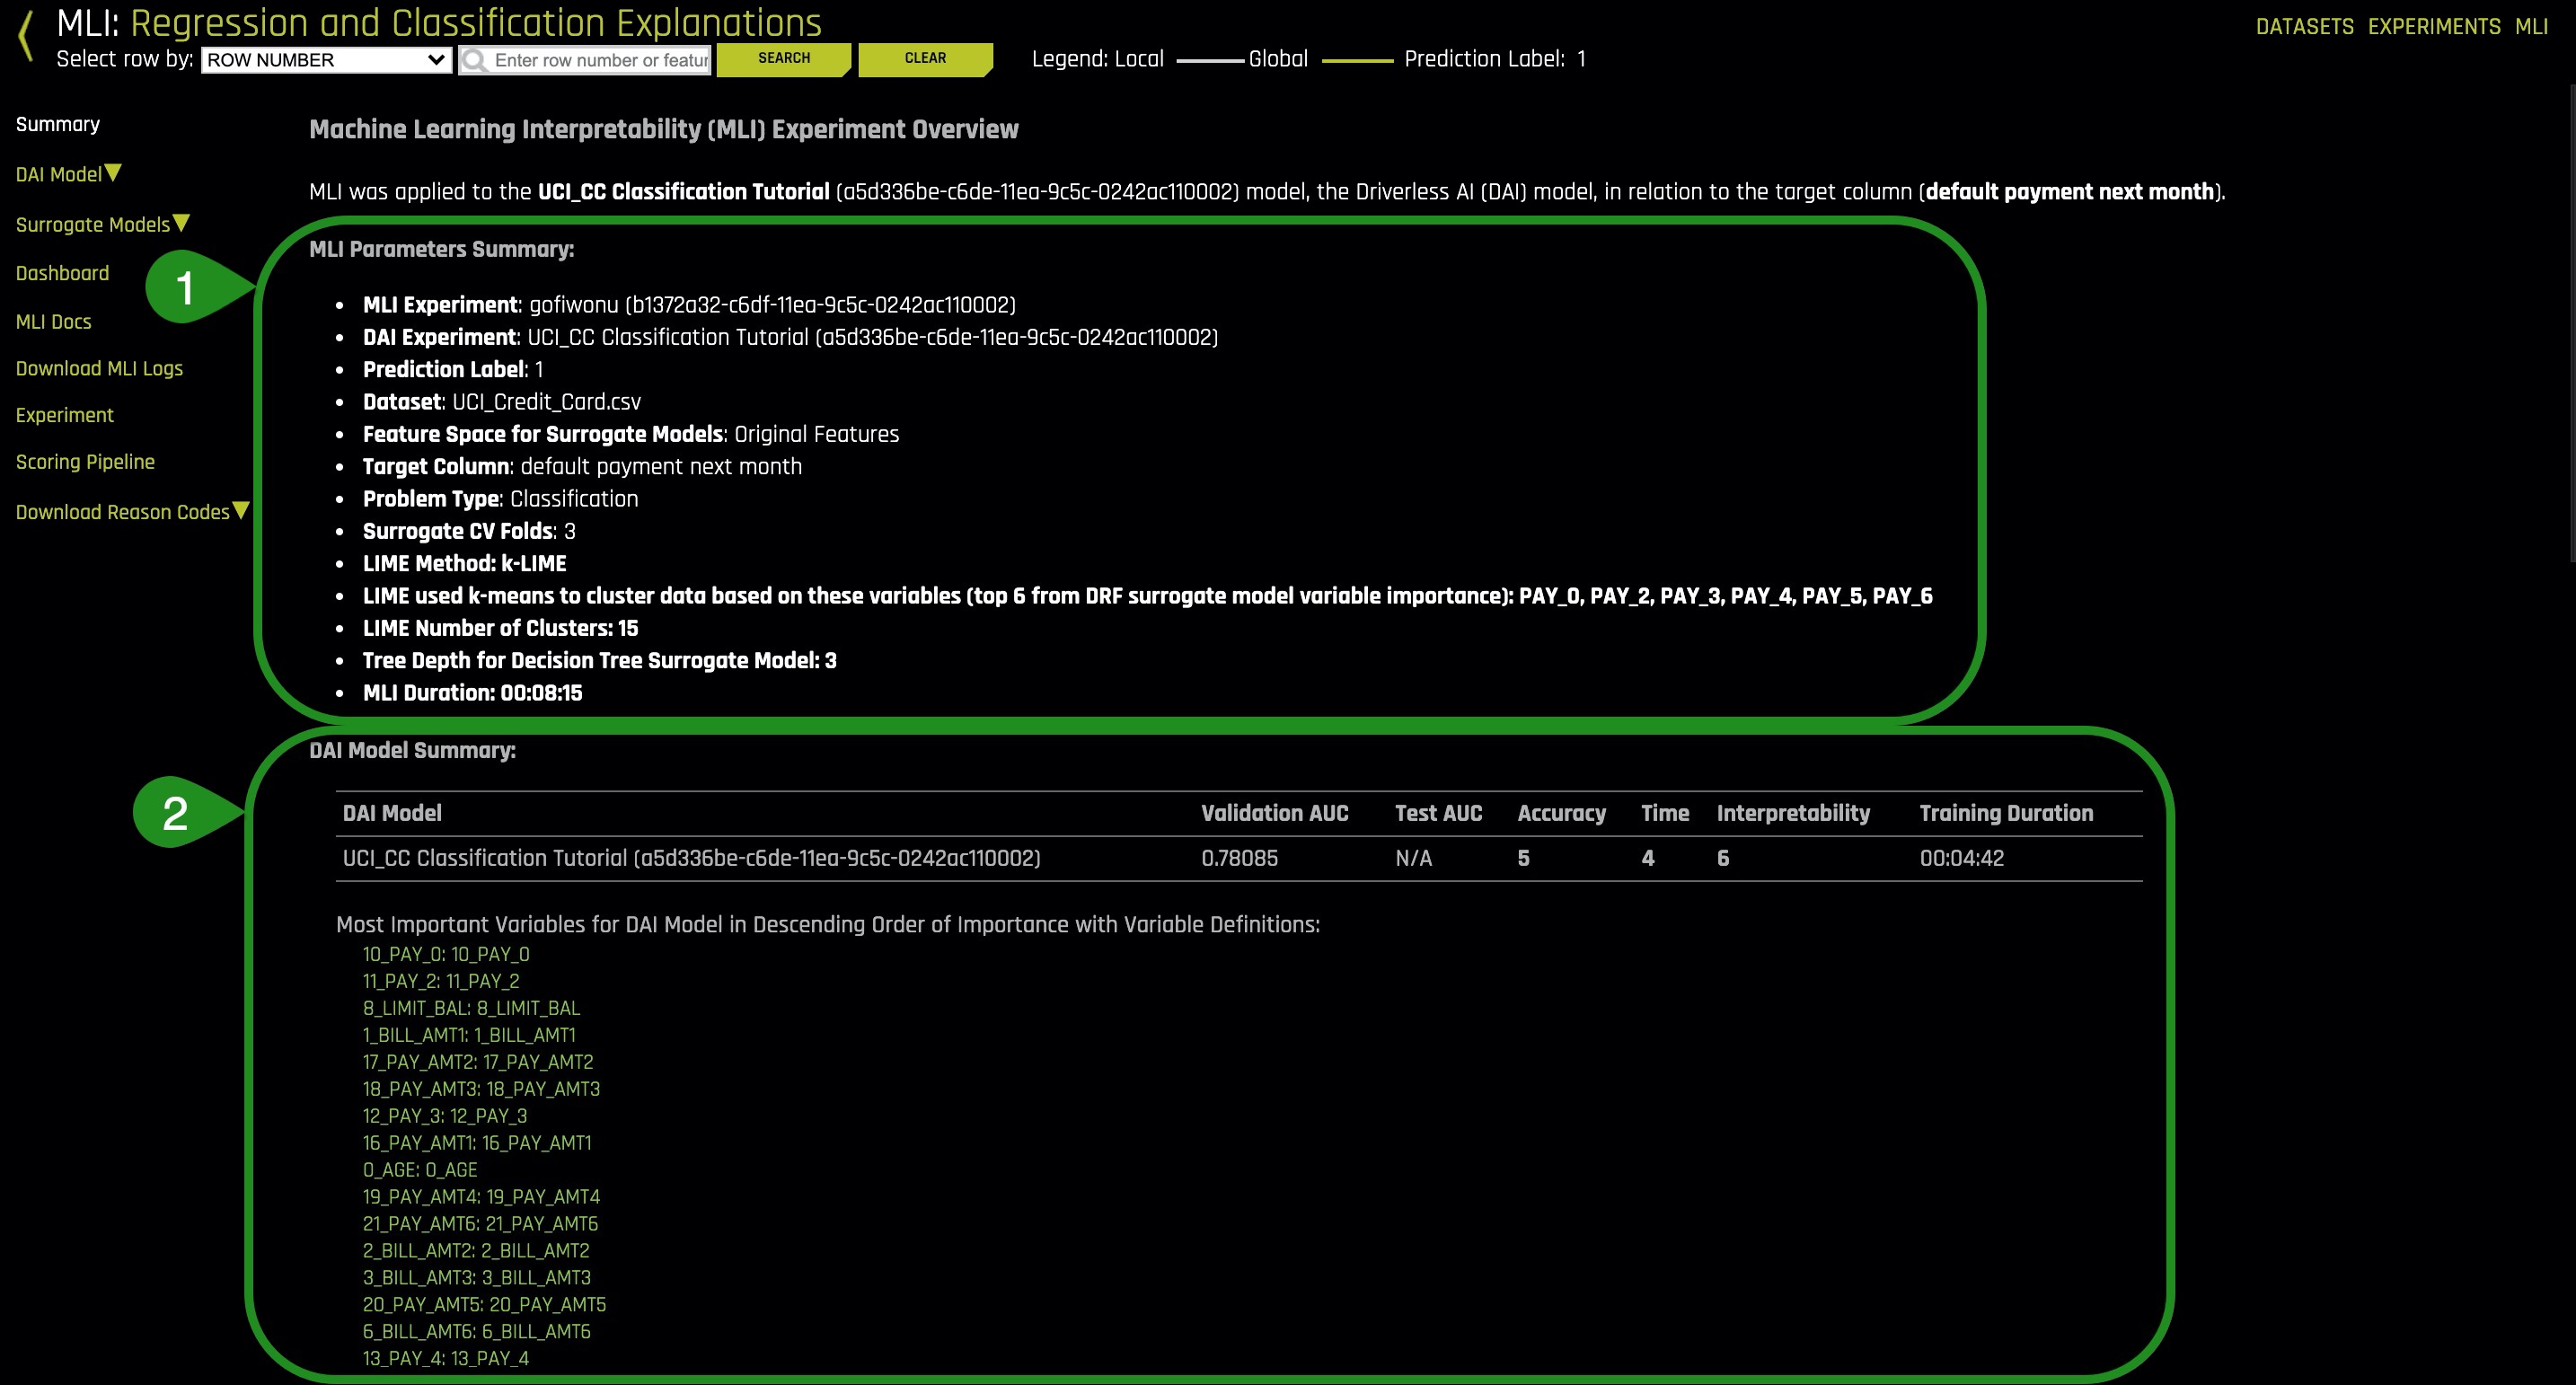 MLI: Regression and Classification Explanations
DATASETS EXPERIMENTS MLI
Select row by: ROW NUMBER Enter row number or featur SEARCH CLEAR Legend: Local Global Prediction Label: 1
Summary
DAI Model
Surrogate Models
Dashboard
MLI Docs
Download MLI Logs
Experiment
Scoring Pipeline
Download Reason Codes
Machine Learning Interpretability (MLI) Experiment Overview
MLI was applied to the UCI_CC Classification Tutorial (a5d336be-c6de-11ea-9c5c-0242ac110002) model, the Driverless AI (DAI) model, in relation to the target column (default payment next month).
1
MLI Parameters Summary:
• MLI Experiment: gofiwonu (b1372a32-c6df-11ea-9c5c-0242ac110002)
• DAI Experiment: UCI_CC Classification Tutorial (a5d336be-c6de-11ea-9c5c-0242ac110002)
• Prediction Label: 1
• Dataset: UCI_Credit_Card.csv
• Feature Space for Surrogate Models: Original Features
• Target Column: default payment next month
• Problem Type: Classification
• Surrogate CV Folds: 3
• LIME Method: k-LIME
• LIME used k-means to cluster data based on these variables (top 6 from DRF surrogate model variable importance): PAY_0, PAY_2, PAY_3, PAY_4, PAY_5, PAY_6
• LIME Number of Clusters: 15
• Tree Depth for Decision Tree Surrogate Model: 3
• MLI Duration: 00:08:15
2
DAI Model Summary:
DAI Model Validation AUC Test AUC Accuracy Time Interpretability Training Duration
UCI_CC Classification Tutorial (a5d336be-c6de-11ea-9c5c-0242ac110002) 0.78085 N/A 5 4 6 00:04:42
Most Important Variables for DAI Model in Descending Order of Importance with Variable Definitions:
10_PAY_0: 10_PAY_0
11_PAY_2: 11_PAY_2
8_LIMIT_BAL: 8_LIMIT_BAL
1_BILL_AMT1: 1_BILL_AMT1
17_PAY_AMT2: 17_PAY_AMT2
18_PAY_AMT3: 18_PAY_AMT3
12_PAY_3: 12_PAY_3
16_PAY_AMT1: 16_PAY_AMT1
0_AGE: 0_AGE
19_PAY_AMT4: 19_PAY_AMT4
21_PAY_AMT6: 21_PAY_AMT6
2_BILL_AMT2: 2_BILL_AMT2
3_BILL_AMT3: 3_BILL_AMT3
20_PAY_AMT5: 20_PAY_AMT5
6_BILL_AMT6: 6_BILL_AMT6
13_PAY_4: 13_PAY_4